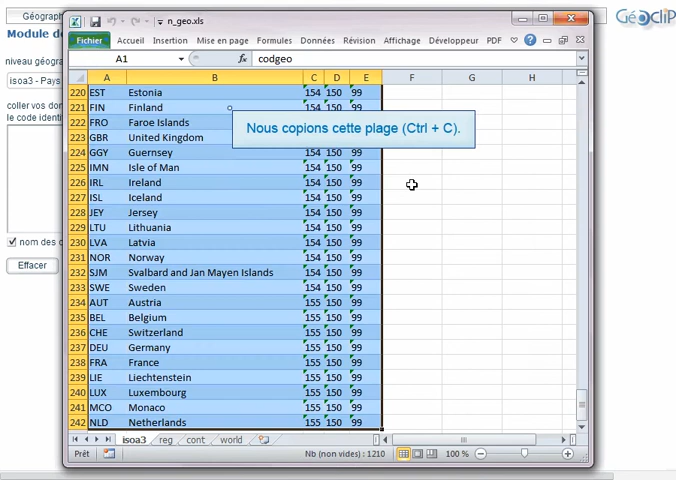 n_geo.xls
Géograph
GéoCliP
Fichier Accueil Insertion Mise en page Formules Données Révision Affichage Développeur PDF
Module de
A1 fx codgeo
niveau géogra
isoa3 - Pays
coller vos don
le code identi
nom des c
Effacer
A B C D E F G H
220 EST Estonia 154 150 99
221 FIN Finland 154 150 99
Nous copions cette plage (Ctrl + C).
222 FRO Faroe Islands
223 GBR United Kingdom
224 GGY Guernsey 154 150 99
225 IMN Isle of Man 154 150 99
226 IRL Ireland 154 150 99
227 ISL Iceland 154 150 99
228 JEY Jersey 154 150 99
229 LTU Lithuania 154 150 99
230 LVA Latvia 154 150 99
231 NOR Norway 154 150 99
232 SJM Svalbard and Jan Mayen Islands 154 150 99
233 SWE Sweden 154 150 99
234 AUT Austria 155 150 99
235 BEL Belgium 155 150 99
236 CHE Switzerland 155 150 99
237 DEU Germany 155 150 99
238 FRA France 155 150 99
239 LIE Liechtenstein 155 150 99
240 LUX Luxembourg 155 150 99
241 MCO Monaco 155 150 99
242 NLD Netherlands 155 150 99
isoa3 reg cont world
Prêt Nb (non vides) : 1210 100 %